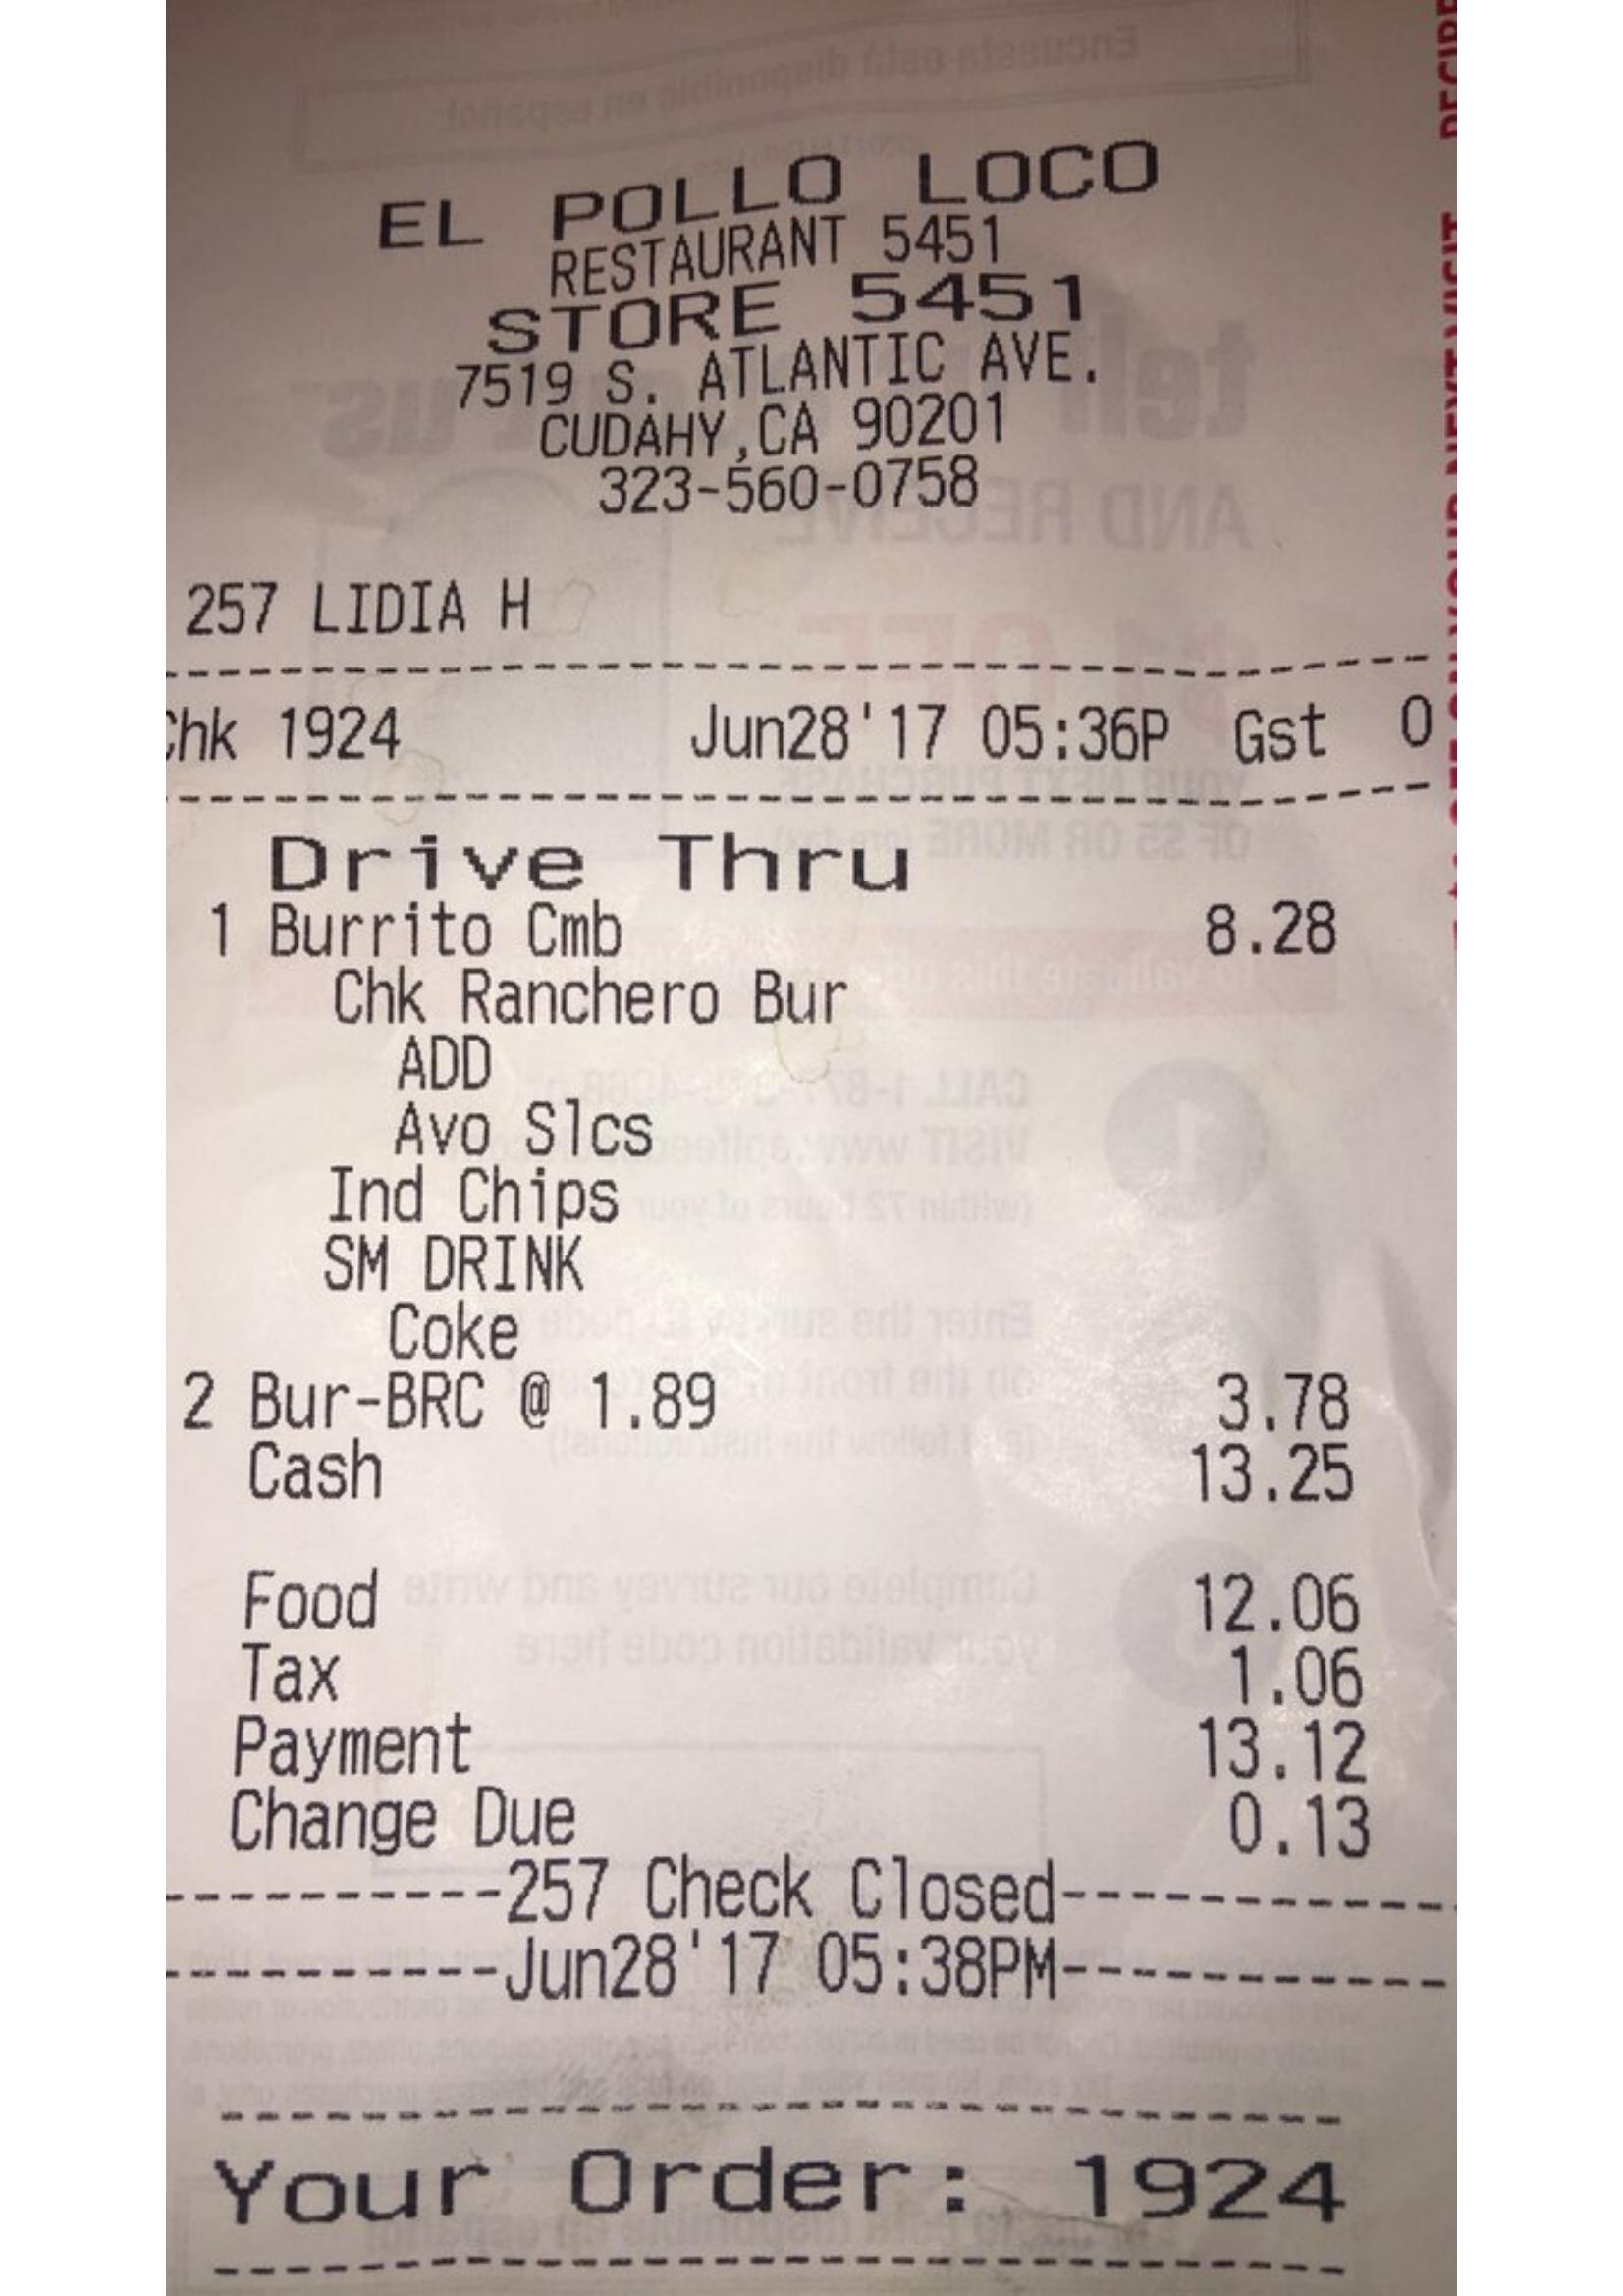 EL POLLO LOCO
RESTAURANT 5451
STORE 5451
7519 S. ATLANTIC AVE.
CUDAHY,CA 90201
323-560-0758
257 LIDIA H
Chk 1924 Jun28'17 05:36P Gst 0
Drive Thru
1 Burrito Cmb 8.28
Chk Ranchero Bur
ADD
Avo Slcs
Ind Chips
SM DRINK
Coke
2 Bur-BRC @ 1.89 3.78
Cash 13.25
Food 12.06
Tax 1.06
Payment 13.12
Change Due 0.13
----------257 Check Closed------------
----------Jun28'17 05:38PM------------
Your Order: 1924